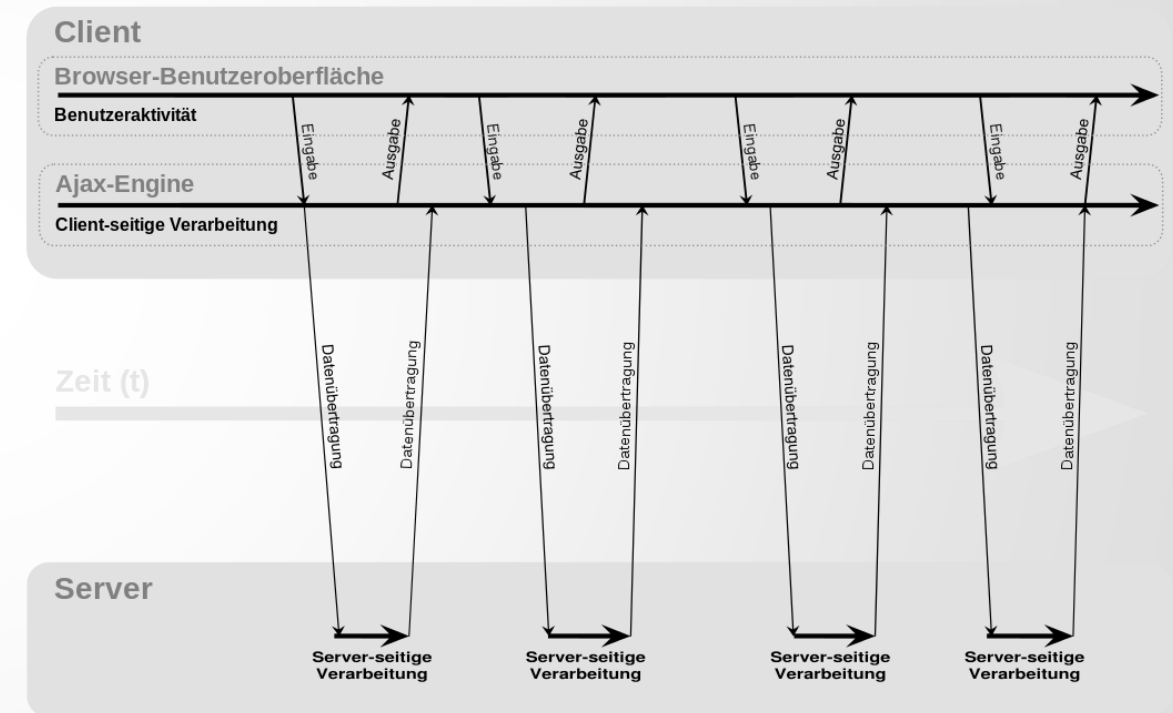 Client
Browser-Benutzeroberfläche
Benutzeraktivität
Eingabe
Ausgabe
Eingabe
Ausgabe
Eingabe
Ausgabe
Eingabe
Ausgabe
Ajax-Engine
Client-seitige Verarbeitung
Datenübertragung
Datenübertragung
Datenübertragung
Datenübertragung
Datenübertragung
Datenübertragung
Datenübertragung
Datenübertragung
Zeit (t)
Server
Server-seitige
Verarbeitung
Server-seitige
Verarbeitung
Server-seitige
Verarbeitung
Server-seitige
Verarbeitung